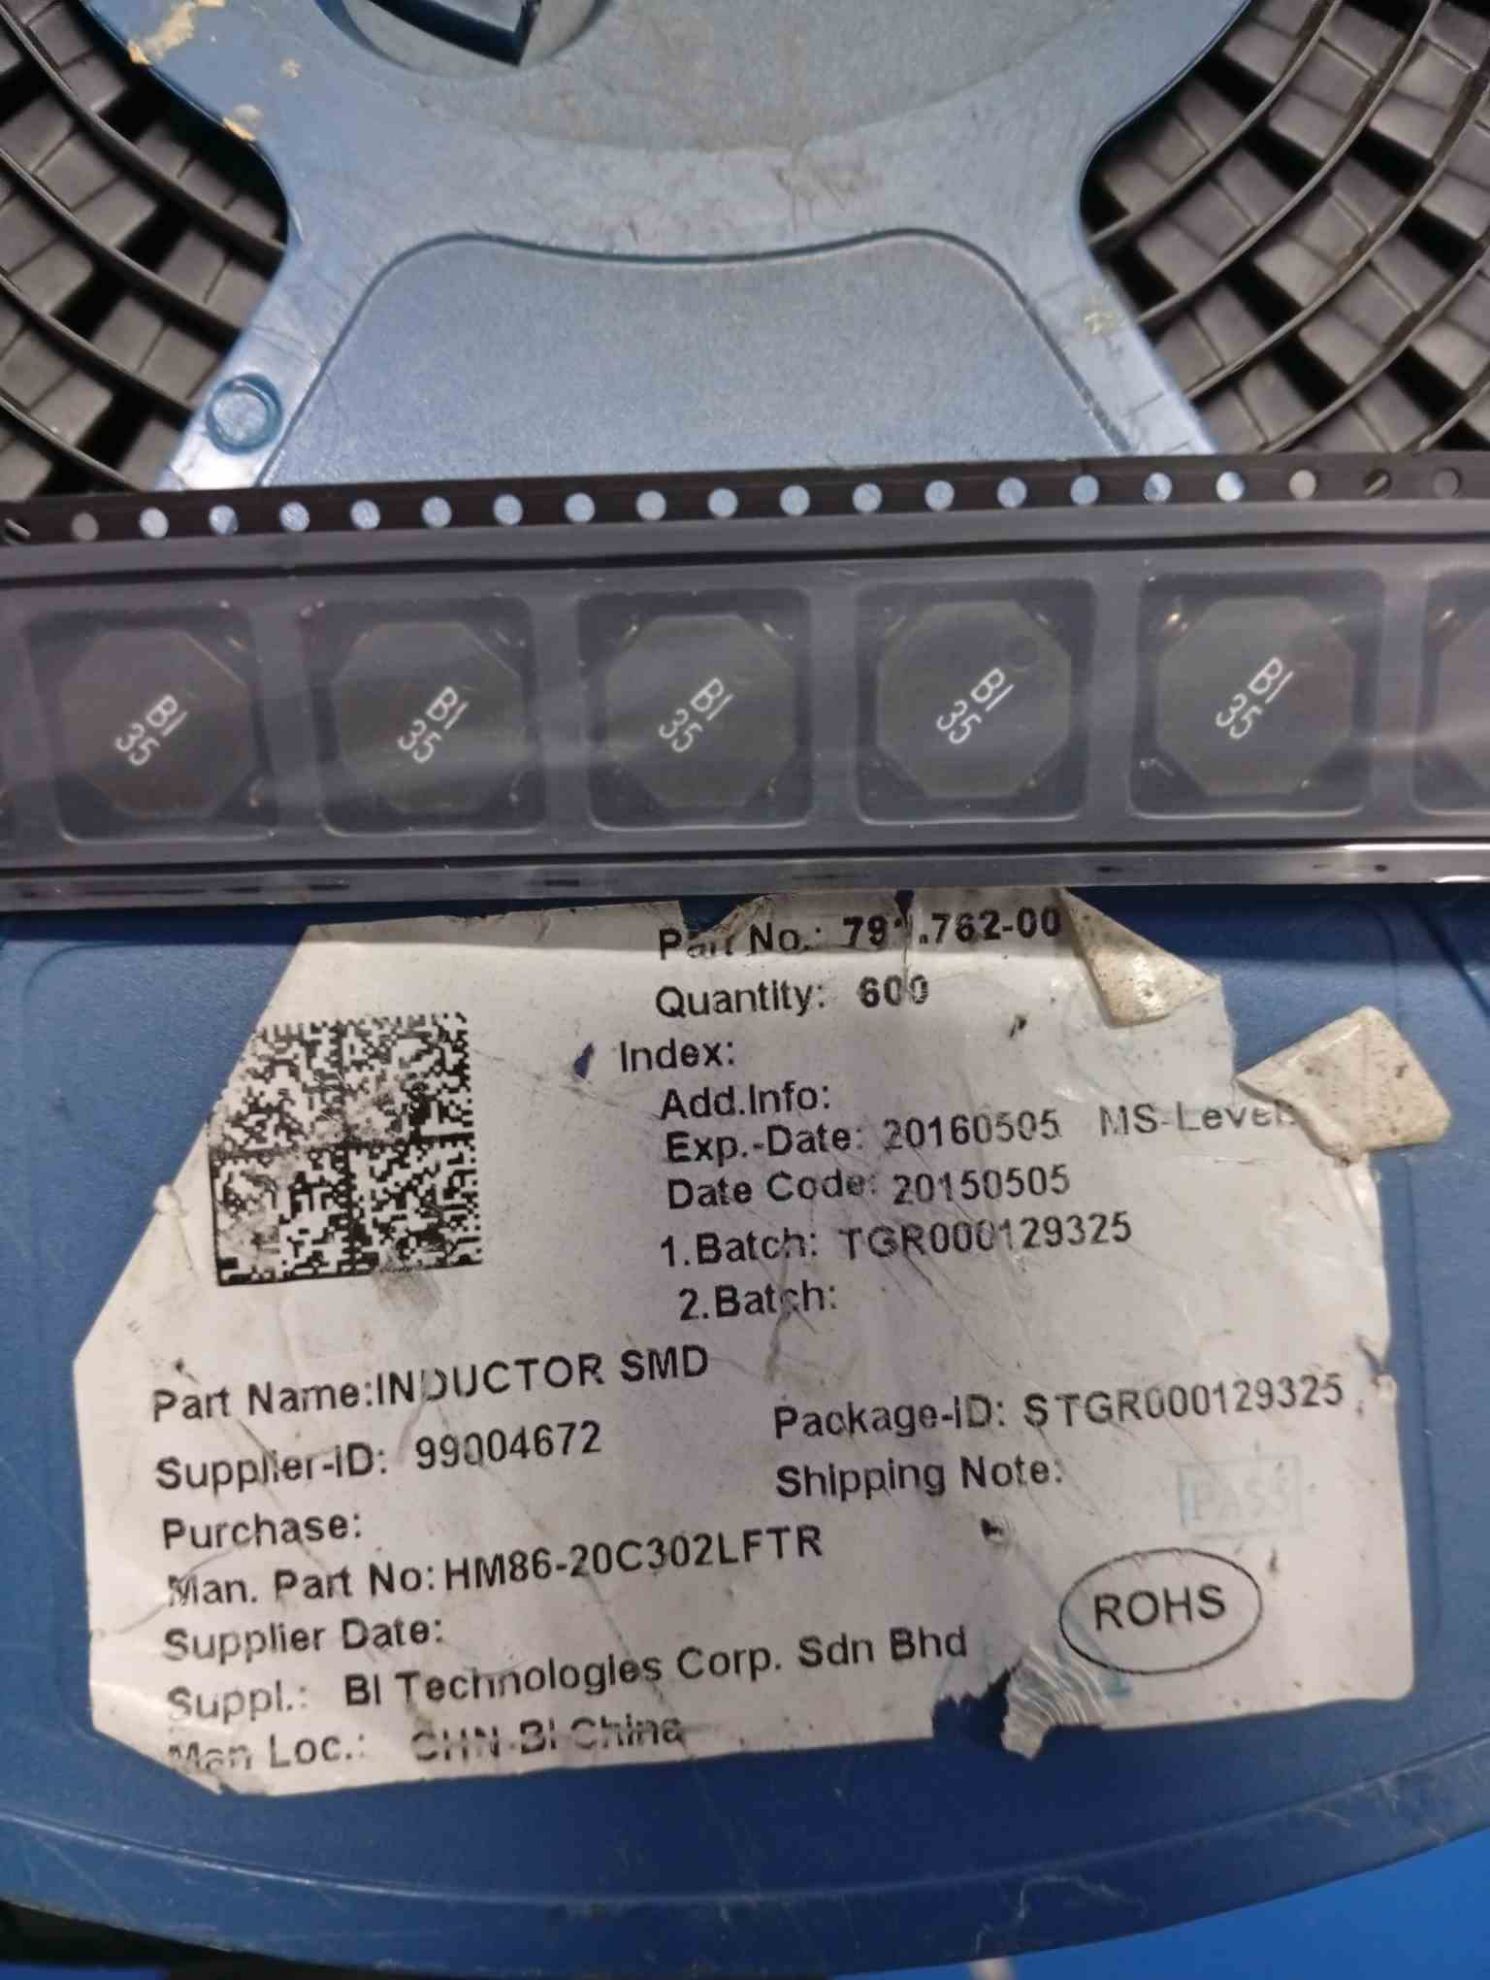 BI
35
BI
35
BI
35
BI
35
BI
35
Part No.: .762-00
Quantity: 600
Index:
Add.Info:
Exp.-Date: 20160505 MS-Level:
Date Code: 20150505
1.Batch: TGR000129325
2.Batch:
Part Name:INDUCTOR SMD
Supplier-ID: 99004672
Package-ID: STGR000129325
Purchase:
Shipping Note:
PASS
Man. Part No:HM86-20C302LFTR
Supplier Date:
ROHS
Suppl.: BI Technologies Corp. Sdn Bhd
Man Loc.: CHN-BI China